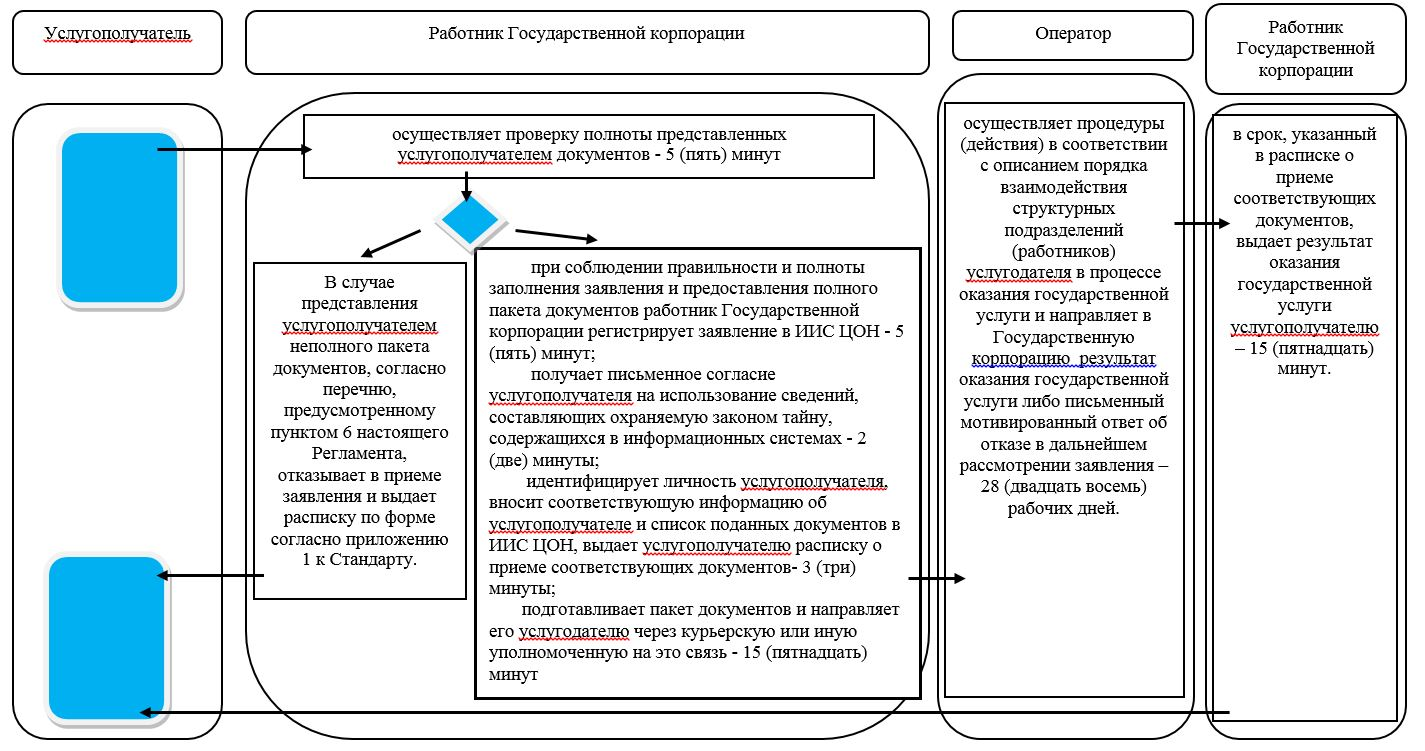 Услугополучатель
Работник Государственной корпорации
Оператор
Работник
Государственной
корпорации
осуществляет проверку полноты представленных
услугополучателем документов - 5 (пять) минут
В случае
представления
услугополучателем
неполного пакета
документов, согласно
перечню,
предусмотренному
пунктом 6 настоящего
Регламента,
отказывает в приеме
заявления и выдает
расписку по форме
согласно приложению
1 к Стандарту.
при соблюдении правильности и полноты
заполнения заявления и предоставления полного
пакета документов работник Государственной
корпорации регистрирует заявление в ИИС ЦОН - 5
(пять) минут;
получает письменное согласие
услугополучателя на использование сведений,
составляющих охраняемую законом тайну,
содержащихся в информационных системах - 2
(две) минуты;
идентифицирует личность услугополучателя,
вносит соответствующую информацию об
услугополучателе и список поданных документов в
ИИС ЦОН, выдает услугополучателю расписку о
приеме соответствующих документов- 3 (три)
минуты;
подготавливает пакет документов и направляет
его услугодателю через курьерскую или иную
уполномоченную на это связь - 15 (пятнадцать)
минут
осуществляет процедуры
(действия) в соответствии
с описанием порядка
взаимодействия
структурных
подразделений
(работников)
услугодателя в процессе
оказания государственной
услуги и направляет в
Государственную
корпорацию результат
оказания государственной
услуги либо письменный
мотивированный ответ об
отказе в дальнейшем
рассмотрении заявления –
28 (двадцать восемь)
рабочих дней.
в срок, указанный
в расписке о
приеме
соответствующих
документов,
выдает результат
оказания
государственной
услуги
услугополучателю
– 15 (пятнадцать)
минут.